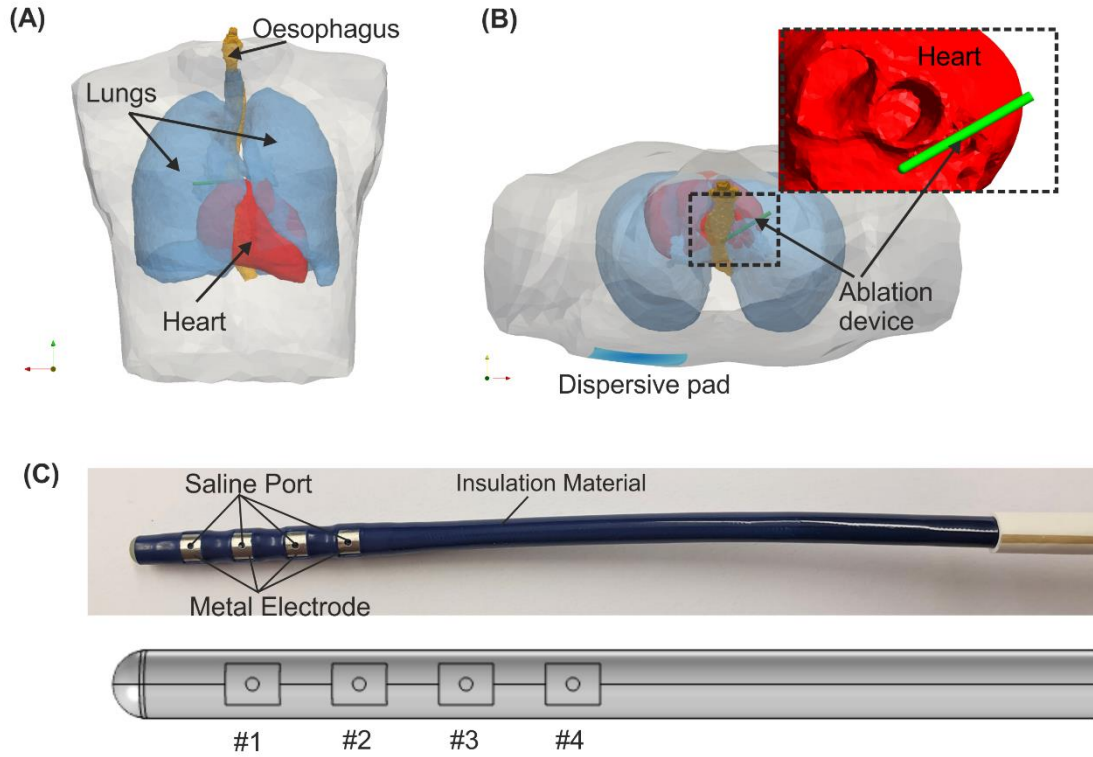 (A)
Oesophagus
Lungs
Heart
(B)
Heart
Ablation
device
Dispersive pad
(C)
Saline Port
Insulation Material
Metal Electrode
#1 #2 #3 #4